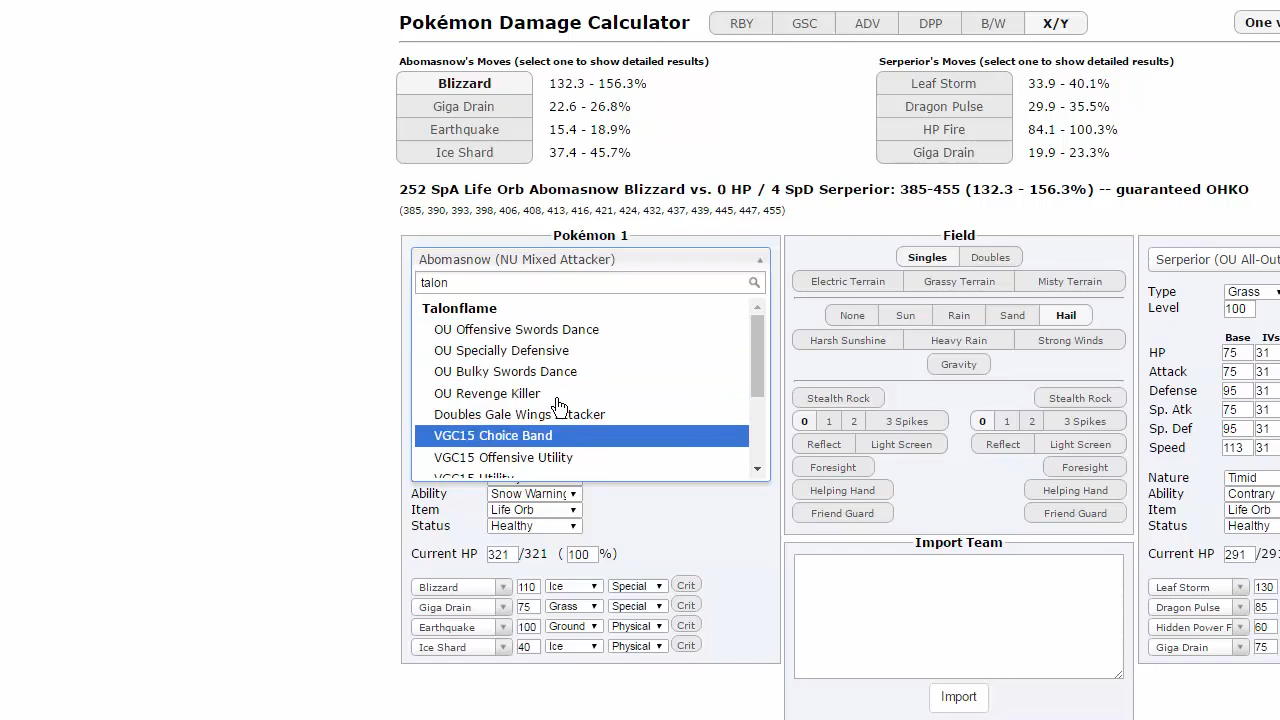 Pokémon Damage Calculator RBY GSC ADV DPP B/W X/Y One v
Abomasnow's Moves (select one to show detailed results) Serperior's Moves (select one to show detailed results)
Blizzard 132.3 - 156.3% Leaf Storm 33.9 - 40.1%
Giga Drain 22.6 - 26.8% Dragon Pulse 29.9 - 35.5%
Earthquake 15.4 - 18.9% HP Fire 84.1 - 100.3%
Ice Shard 37.4 - 45.7% Giga Drain 19.9 - 23.3%
252 SpA Life Orb Abomasnow Blizzard vs. 0 HP / 4 SpD Serperior: 385-455 (132.3 - 156.3%) -- guaranteed OHKO
(385, 390, 393, 398, 406, 408, 413, 416, 421, 424, 432, 437, 439, 445, 447, 455)
Pokémon 1
Abomasnow (NU Mixed Attacker)
talon
Talonflame
OU Offensive Swords Dance
OU Specially Defensive
OU Bulky Swords Dance
OU Revenge Killer
Doubles Gale Wings Attacker
VGC15 Choice Band
VGC15 Offensive Utility
VGC15 Utility
Ability Snow Warning
Item Life Orb
Status Healthy
Current HP 321 /321 ( 100 %)
Blizzard 110 Ice Special Crit
Giga Drain 75 Grass Special Crit
Earthquake 100 Ground Physical Crit
Ice Shard 40 Ice Physical Crit
Field
Singles Doubles
Electric Terrain Grassy Terrain Misty Terrain
None Sun Rain Sand Hail
Harsh Sunshine Heavy Rain Strong Winds
Gravity
Stealth Rock Stealth Rock
0 1 2 3 Spikes 0 1 2 3 Spikes
Reflect Light Screen Reflect Light Screen
Foresight Foresight
Helping Hand Helping Hand
Friend Guard Friend Guard
Import Team
Import
Serperior (OU All-Out
Type Grass
Level 100
Base IVs
HP 75 31
Attack 75 31
Defense 95 31
Sp. Atk 75 31
Sp. Def 95 31
Speed 113 31
Nature Timid
Ability Contrary
Item Life Orb
Status Healthy
Current HP 291 /291
Leaf Storm 130
Dragon Pulse 85
Hidden Power F 60
Giga Drain 75